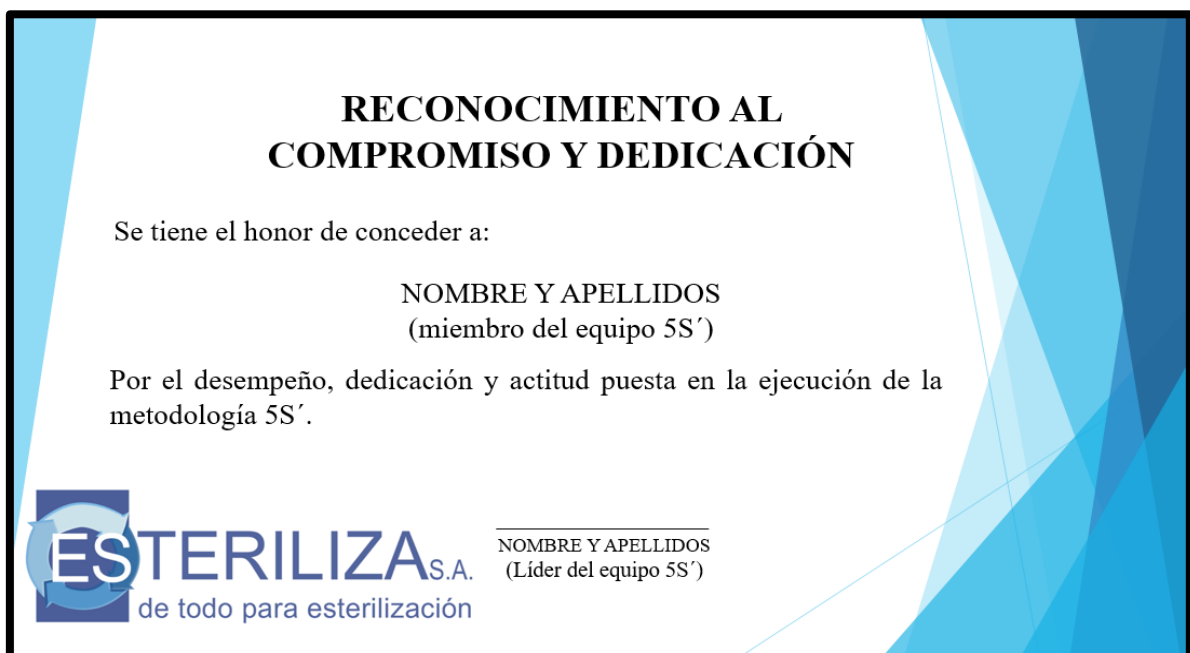 RECONOCIMIENTO AL
COMPROMISO Y DEDICACIÓN
Se tiene el honor de conceder a:
NOMBRE Y APELLIDOS
(miembro del equipo 5S´)
Por el desempeño, dedicación y actitud puesta en la ejecución de la
metodología 5S´.
ESTERILIZA S.A.
de todo para esterilización
NOMBRE Y APELLIDOS
(Líder del equipo 5S´)